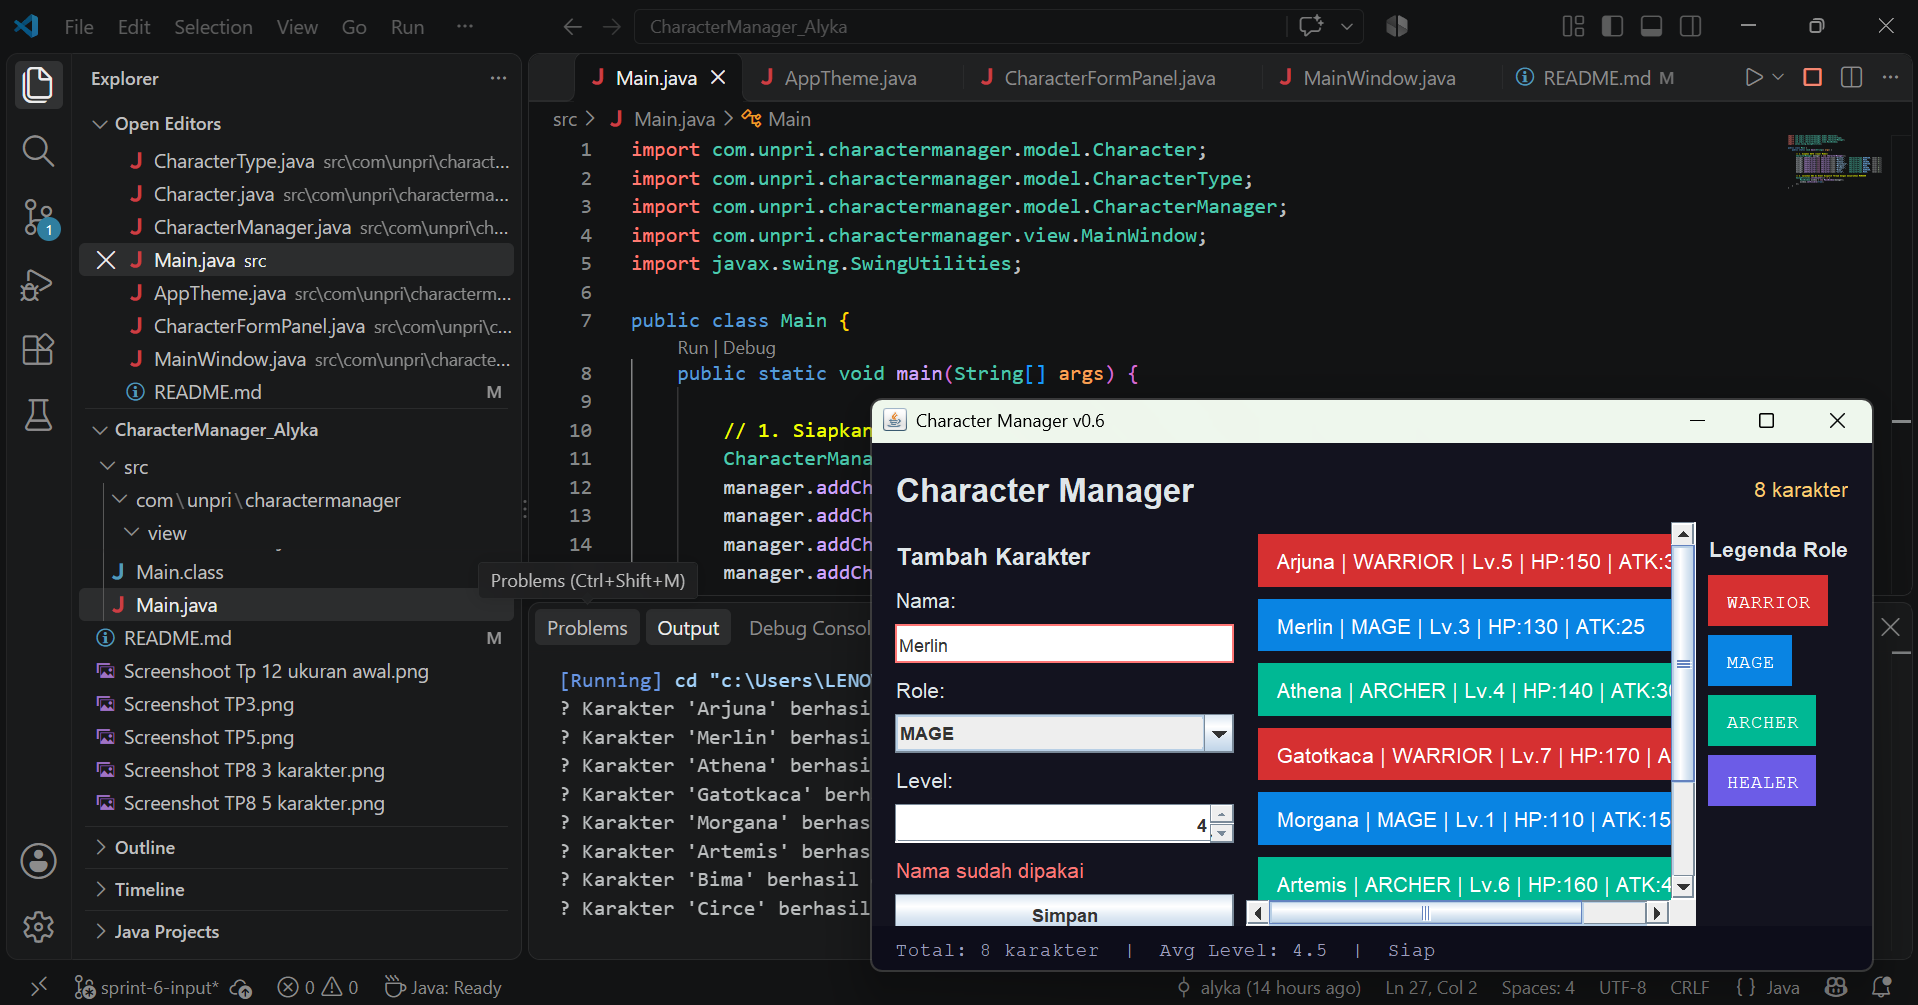 File Edit Selection View Go Run ···
CharacterManager_Alyka
Explorer
Open Editors
CharacterType.java src\com\unpri\charact...
Character.java src\com\unpri\characterma...
CharacterManager.java src\com\unpri\ch...
Main.java src
AppTheme.java src\com\unpri\characterm...
CharacterFormPanel.java src\com\unpri\c...
MainWindow.java src\com\unpri\characte...
README.md M
CharacterManager_Alyka
src
com\unpri\charactermanager
view
Main.class
Main.java
README.md M
Screenshoot Tp 12 ukuran awal.png
Screenshot TP3.png
Screenshot TP5.png
Screenshot TP8 3 karakter.png
Screenshot TP8 5 karakter.png
Outline
Timeline
Java Projects
1
Main.java AppTheme.java CharacterFormPanel.java MainWindow.java README.md M
src > Main.java > Main
1 import com.unpri.charactermanager.model.Character;
2 import com.unpri.charactermanager.model.CharacterType;
3 import com.unpri.charactermanager.model.CharacterManager;
4 import com.unpri.charactermanager.view.MainWindow;
5 import javax.swing.SwingUtilities;
6
7 public class Main {
Run | Debug
8 public static void main(String[] args) {
9
10 // 1. Siapkan
11 CharacterMana
12 manager.addCh
13 manager.addCh
14 manager.addCh
manager.addCh
Problems (Ctrl+Shift+M)
Problems Output Debug Consol
[Running] cd "c:\Users\LENO
? Karakter 'Arjuna' berhasi
? Karakter 'Merlin' berhasi
? Karakter 'Athena' berhasi
? Karakter 'Gatotkaca' berh
? Karakter 'Morgana' berhas
? Karakter 'Artemis' berhas
? Karakter 'Bima' berhasil
? Karakter 'Circe' berhasil
Character Manager v0.6
Character Manager
8 karakter
Tambah Karakter
Nama:
Merlin
Role:
MAGE
Level:
4
Nama sudah dipakai
Simpan
Arjuna | WARRIOR | Lv.5 | HP:150 | ATK:3
Merlin | MAGE | Lv.3 | HP:130 | ATK:25
Athena | ARCHER | Lv.4 | HP:140 | ATK:30
Gatotkaca | WARRIOR | Lv.7 | HP:170 | A
Morgana | MAGE | Lv.1 | HP:110 | ATK:15
Artemis | ARCHER | Lv.6 | HP:160 | ATK:4
Legenda Role
WARRIOR
MAGE
ARCHER
HEALER
Total: 8 karakter | Avg Level: 4.5 | Siap
sprint-6-input* 0 0 Java: Ready
alyka (14 hours ago) Ln 27, Col 2 Spaces: 4 UTF-8 CRLF {} Java